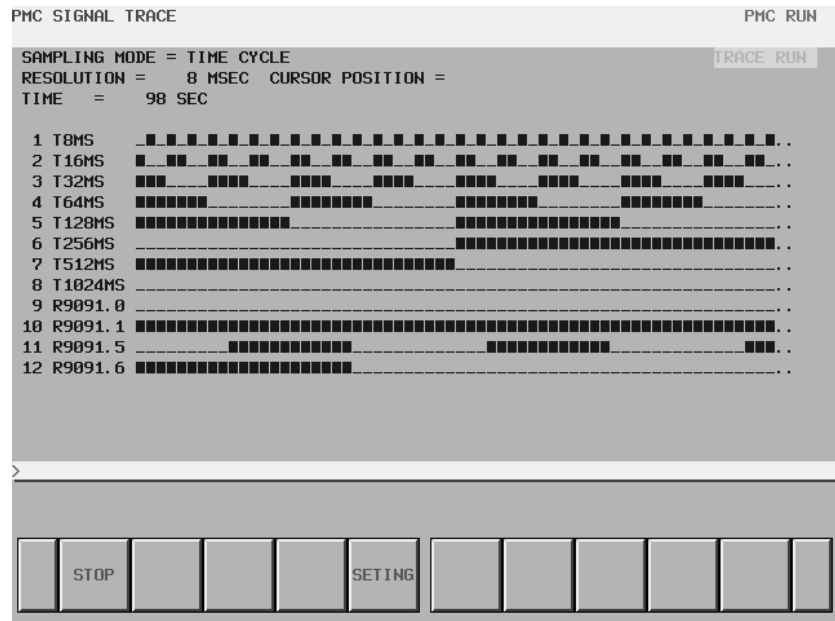 PMC SIGNAL TRACE PMC RUN
SAMPLING MODE = TIME CYCLE TRACE RUN
RESOLUTION = 8 MSEC CURSOR POSITION =
TIME = 98 SEC
1 T8MS
2 T16MS
3 T32MS
4 T64MS
5 T128MS
6 T256MS
7 T512MS
8 T1024MS
9 R9091.0
10 R9091.1
11 R9091.5
12 R9091.6
>
STOP SETING